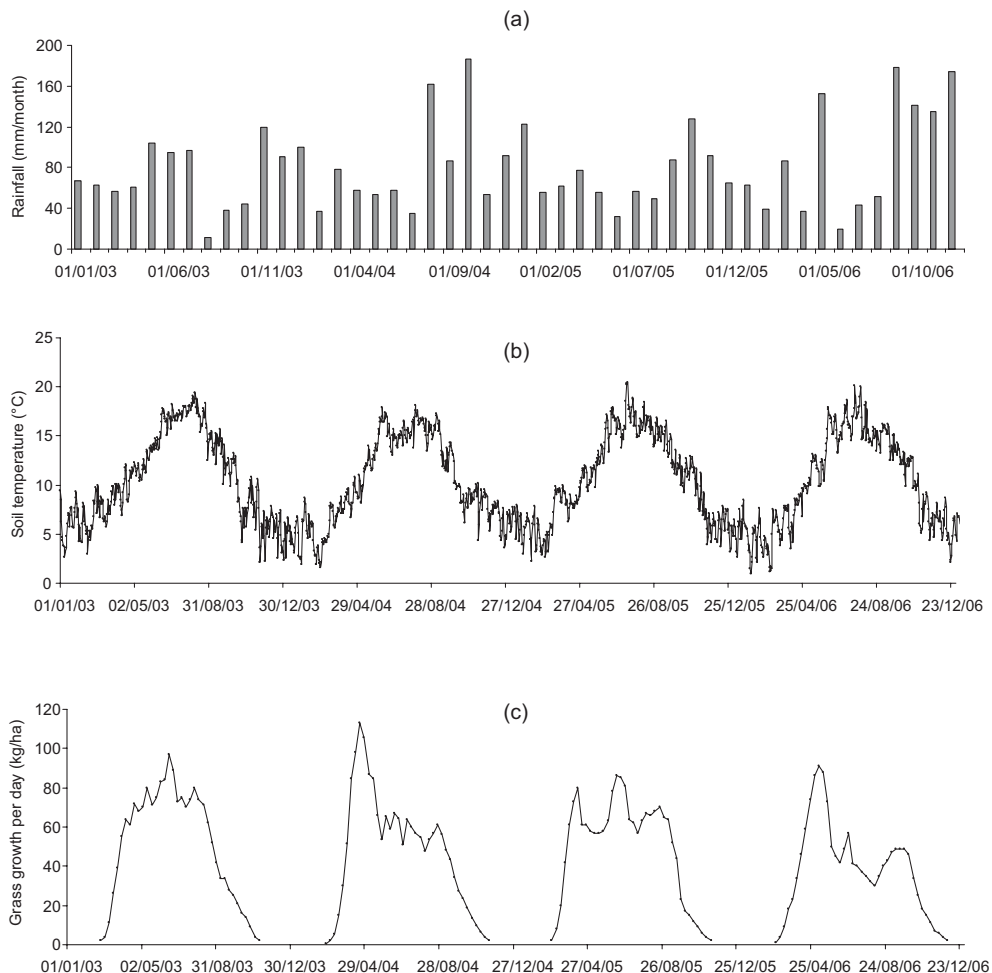 (a)
Rainfall (mm/month)
200
160
120
80
40
0
01/01/03 01/06/03 01/11/03 01/04/04 01/09/04 01/02/05 01/07/05 01/12/05 01/05/06 01/10/06
(b)
Soil temperature (°C)
25
20
15
10
5
0
01/01/03 02/05/03 31/08/03 30/12/03 29/04/04 28/08/04 27/12/04 27/04/05 26/08/05 25/12/05 25/04/06 24/08/06 23/12/06
(c)
Grass growth per day (kg/ha)
120
100
80
60
40
20
0
01/01/03 02/05/03 31/08/03 30/12/03 29/04/04 28/08/04 27/12/04 27/04/05 26/08/05 25/12/05 25/04/06 24/08/06 23/12/06